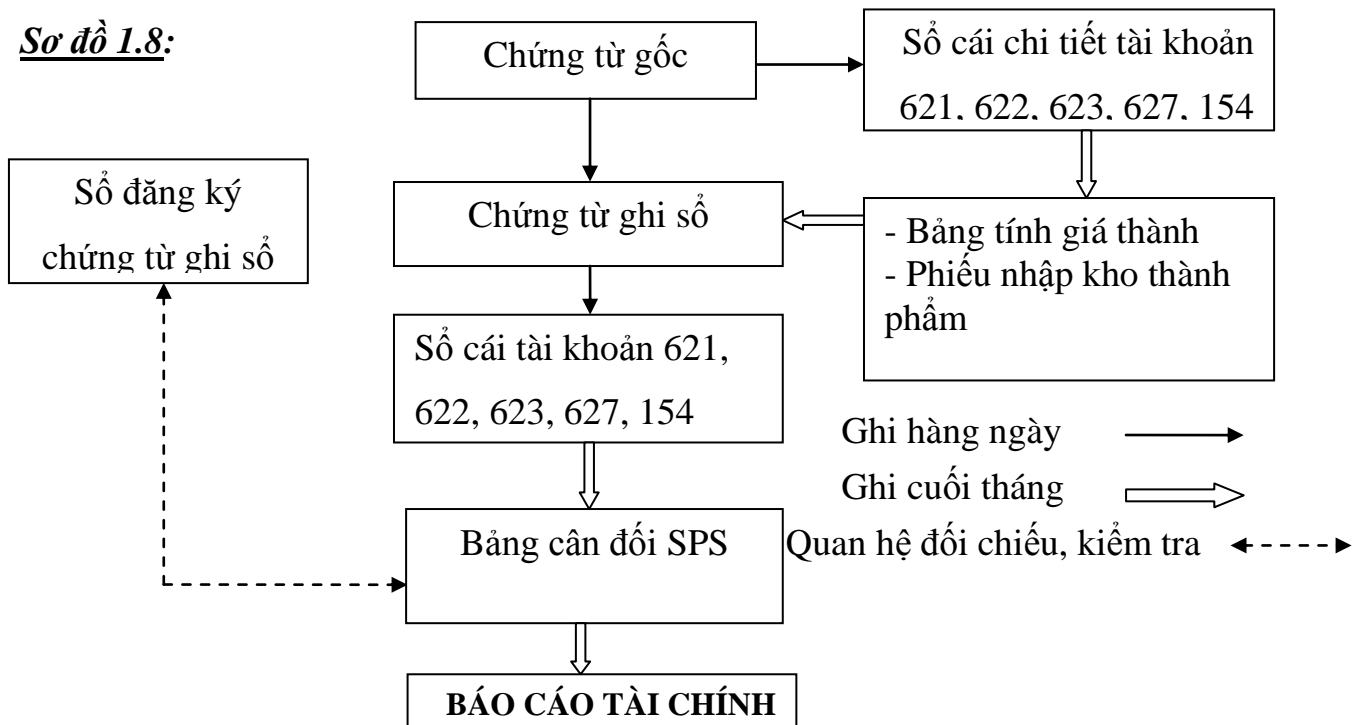 Sơ đồ 1.8:
Chứng từ gốc
Sổ cái chi tiết tài khoản
621, 622, 623, 627, 154
Sổ đăng ký
chứng từ ghi sổ
Chứng từ ghi sổ
- Bảng tính giá thành
- Phiếu nhập kho thành
phẩm
Sổ cái tài khoản 621,
622, 623, 627, 154
Ghi hàng ngày
Ghi cuối tháng
Quan hệ đối chiếu, kiểm tra
Bảng cân đối SPS
BÁO CÁO TÀI CHÍNH